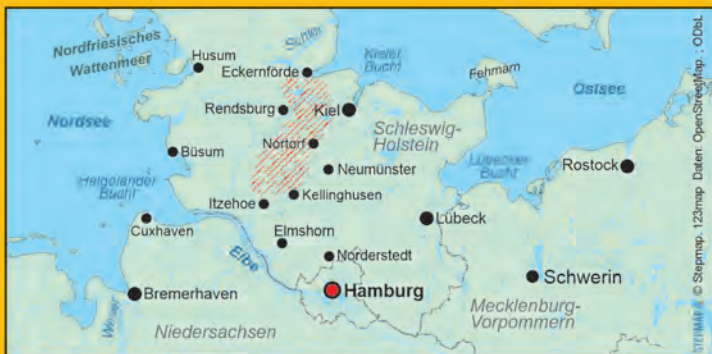 Nordfriesisches
Wattenmeer
Husum
Schlei
Eckernförde
Kieler
Bucht
Fehmarn
Ostsee
Nordsee
Rendsburg
Kiel
Schleswig-
Holstein
Büsum
Nortorf
Neumünster
Lübecker
Bucht
Rostock
Helgoländer
Bucht
Itzehoe
Kellinghusen
Cuxhaven
Elmshorn
Lübeck
Elbe
Norderstedt
Schwerin
Bremerhaven
Hamburg
Weser
Niedersachsen
Mecklenburg-
Vorpommern
© Stepmap, 123map Daten: OpenStreetMap ; ODbL
STEPMAP